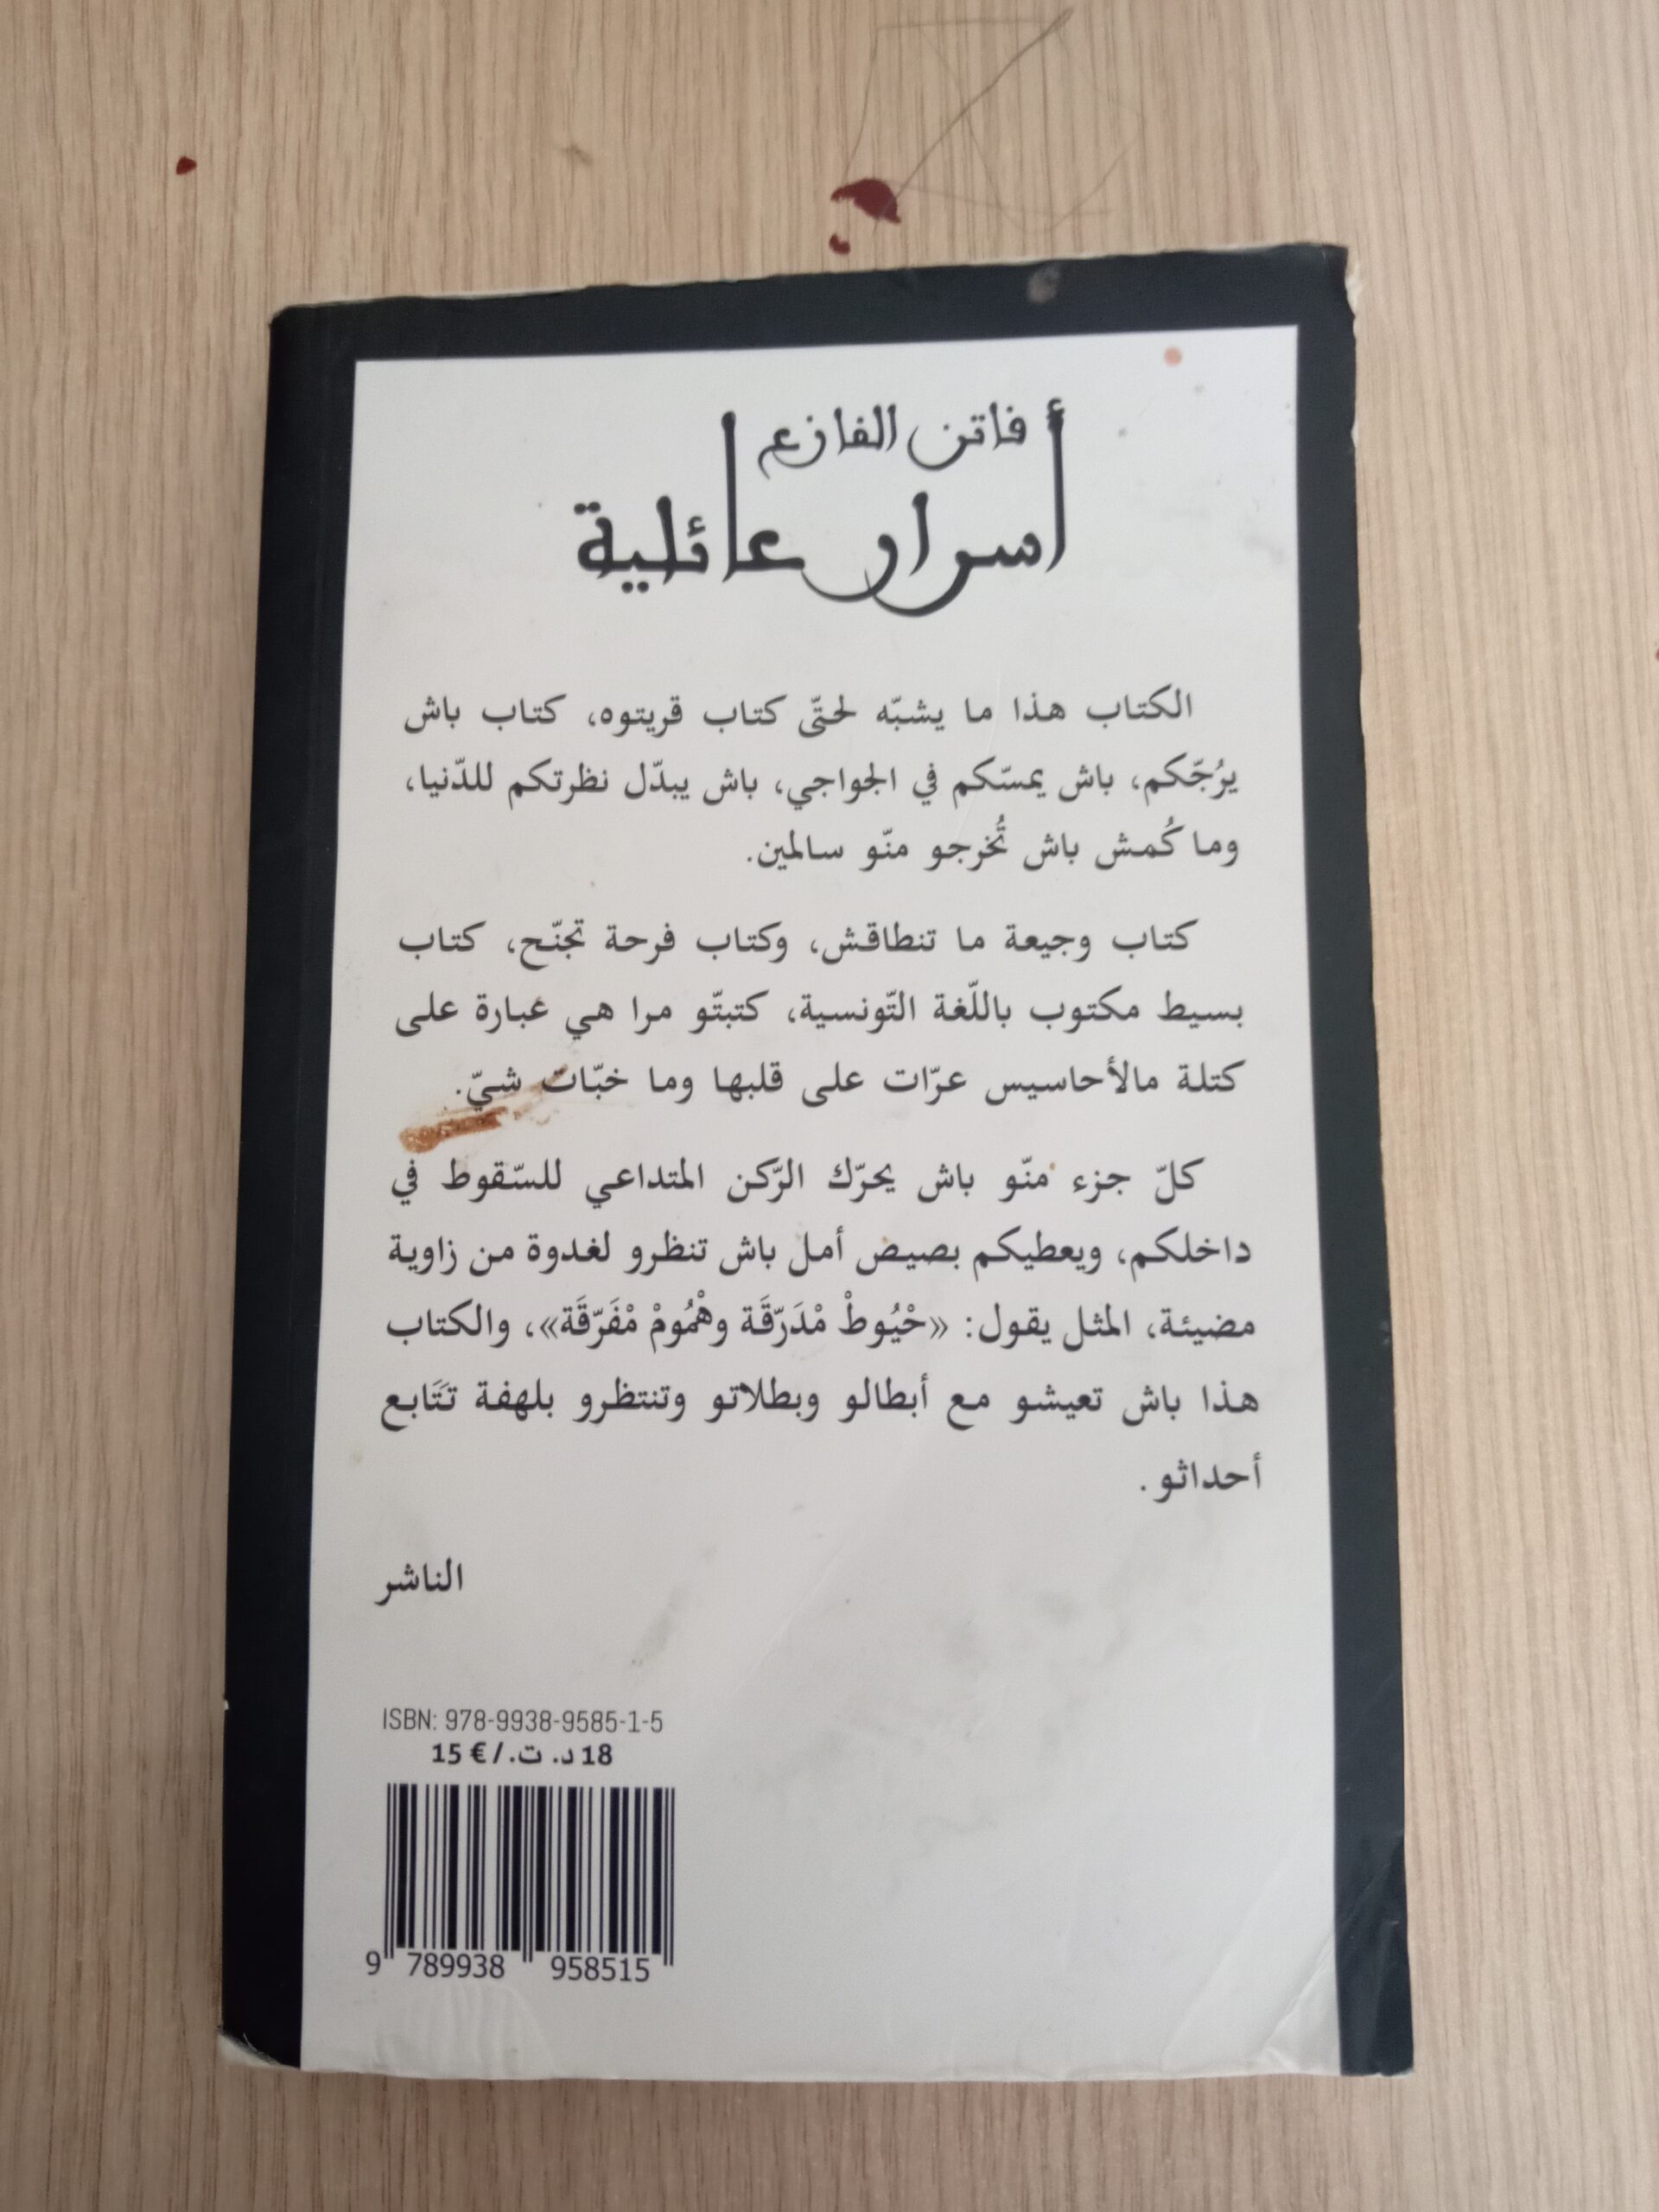 فاتن الفازع
أسرار عائلية
الكتاب هذا ما يشبّه لحتّى كتاب قريتوه، كتاب باش
يرُجّكم، باش يمسّكم في الجواجي، باش يبدّل نظرتكم للدّنيا،
وما كُمش باش تُخرجو منّو سالمين.
كتاب وجيعة ما تنطاقش، وكتاب فرحة تجنّح، كتاب
بسيط مكتوب باللّغة التّونسية، كتبتّو مرا هي عبارة على
كتلة مالأحاسيس عرّات على قلبها وما خبّات شيّ.
كلّ جزء منّو باش يحرّك الرّكن المتداعي للسّقوط في
داخلكم، ويعطيكم بصيص أمل باش تنظرو لغدوة من زاوية
مضيئة، المثل يقول: «حْيُوطْ مْدَرّقَة وهْمُومْ مْفَرّقَة»، والكتاب
هذا باش تعيشو مع أبطالو وبطلاتو وتنتظرو بلهفة تَتَابع
أحداثو.
الناشر
ISBN: 978-9938-9585-1-5
18 د. ت./€ 15
9 789938 958515